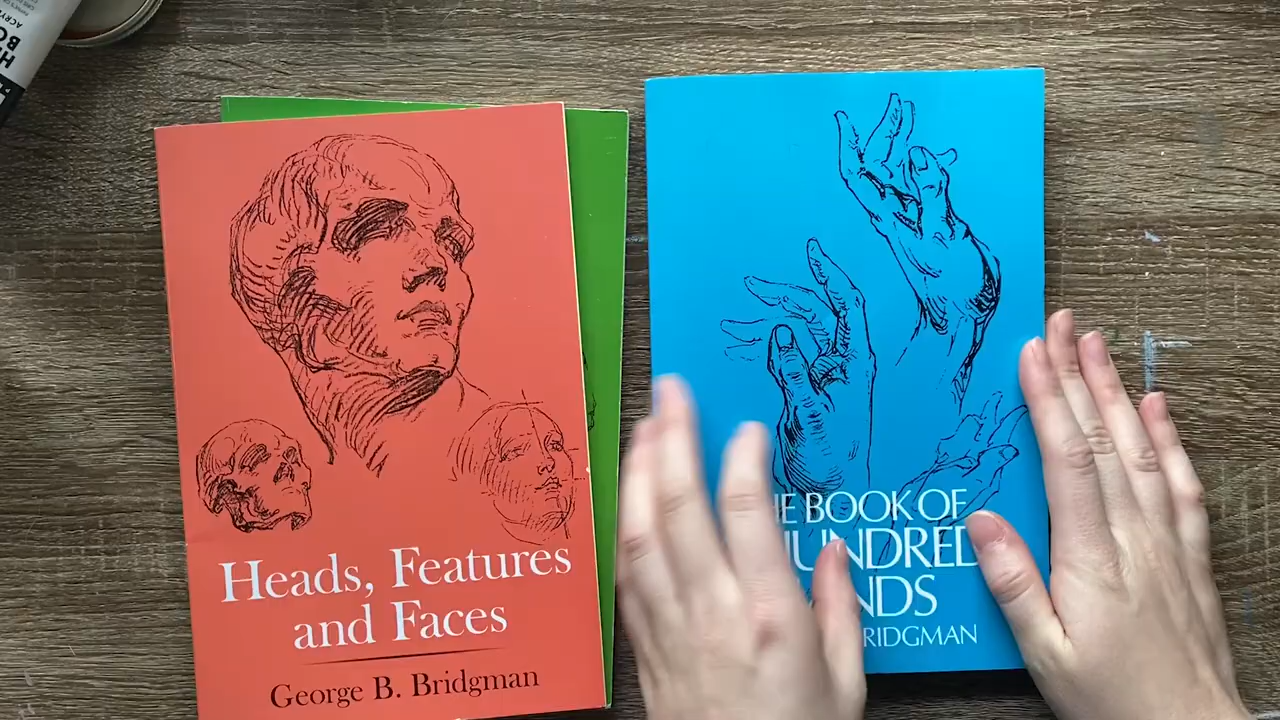 Heads, Features
and Faces
George B. Bridgman
HE BOOK OF
HUNDRED
NDS
RIDGMAN